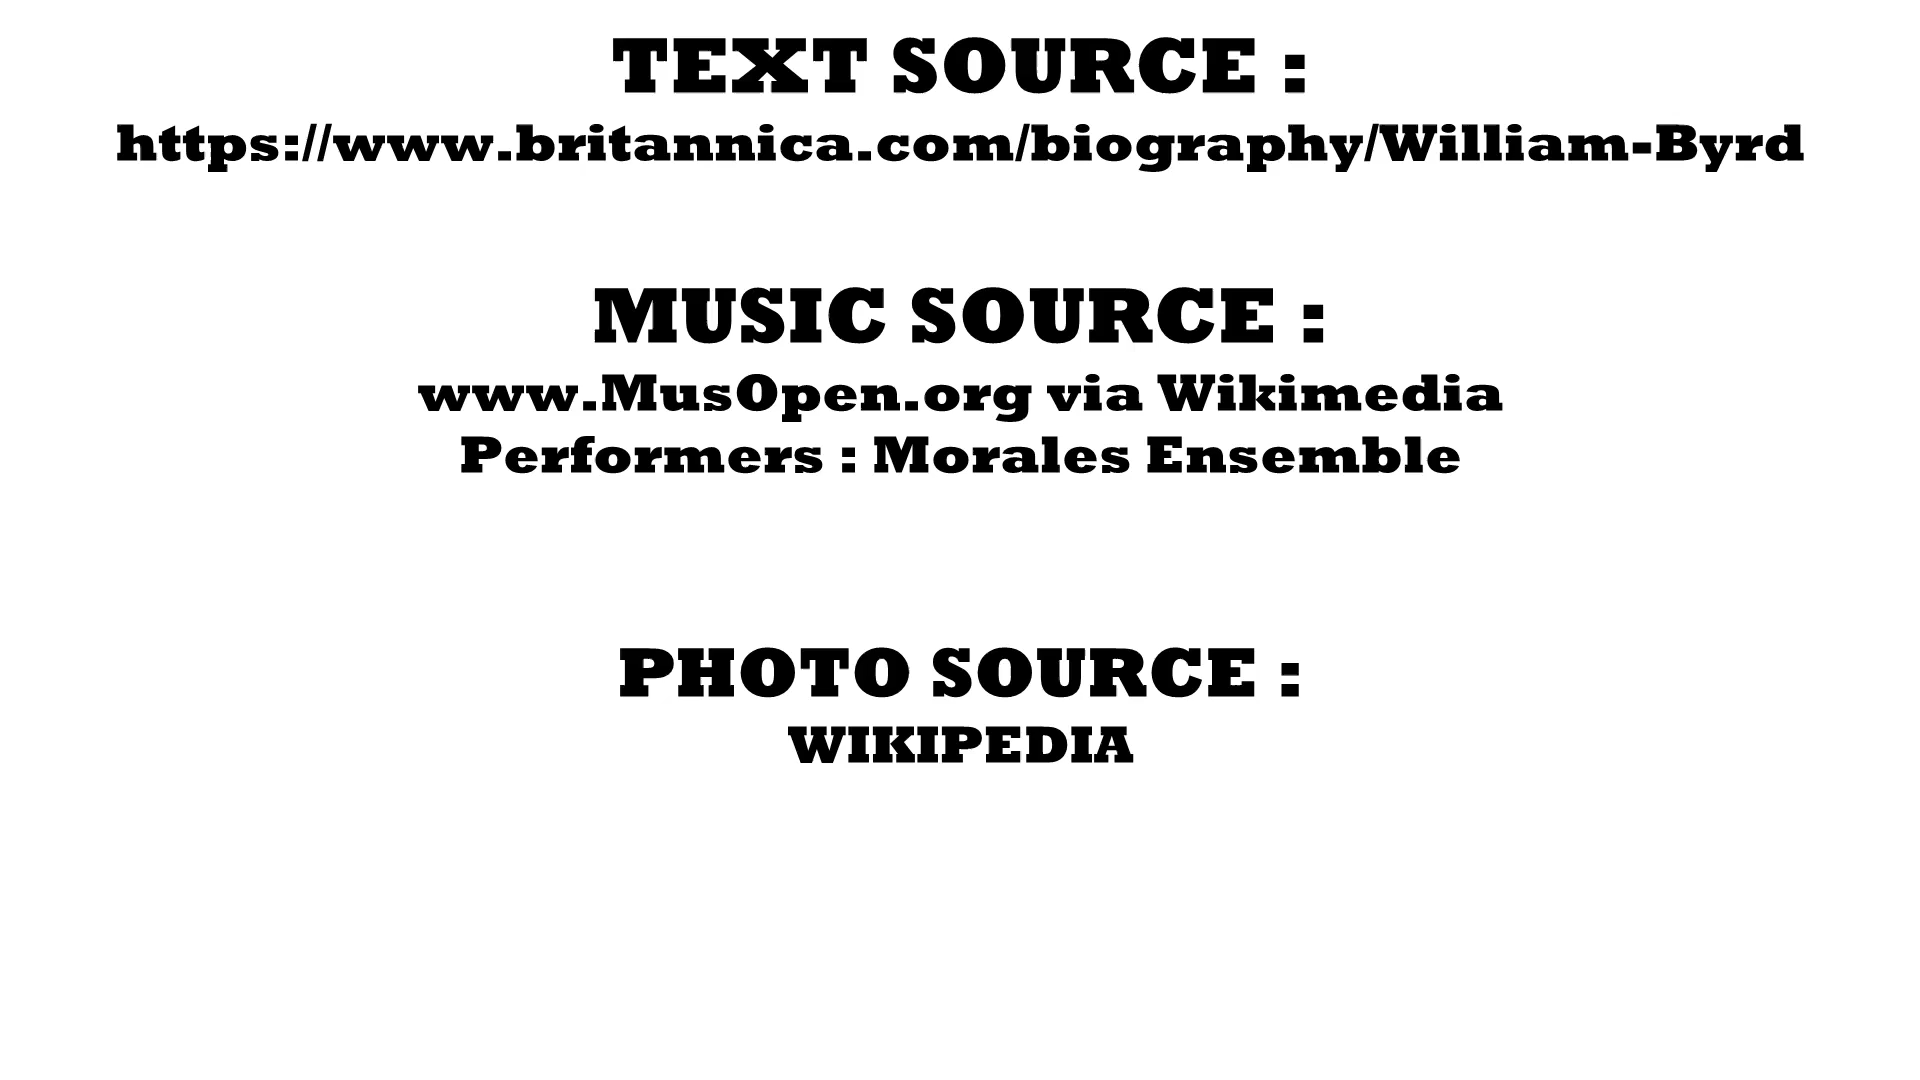 TEXT SOURCE :
https://www.britannica.com/biography/William-Byrd
MUSIC SOURCE :
www.MusOpen.org via Wikimedia
Performers : Morales Ensemble
PHOTO SOURCE :
WIKIPEDIA